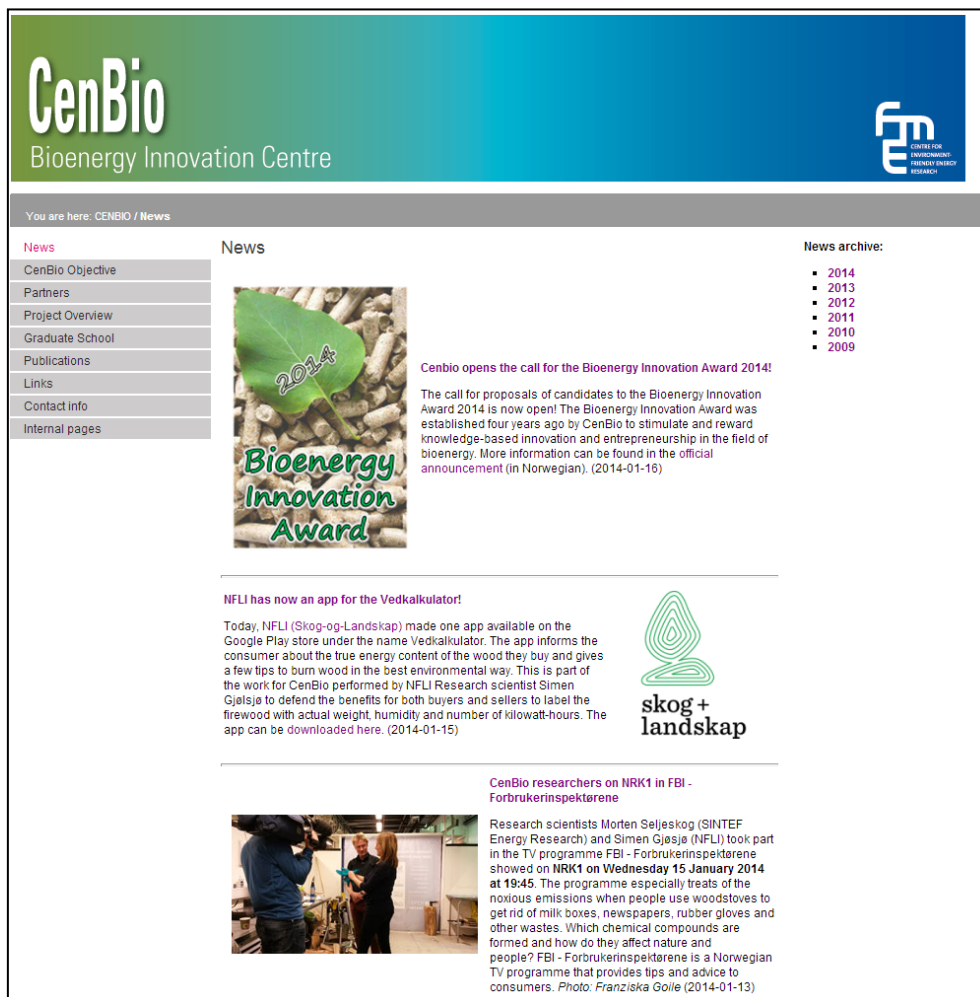 CenBio
Bioenergy Innovation Centre
FME
CENTRE FOR
ENVIRONMENT-
FRIENDLY ENERGY
RESEARCH
You are here: CENBIO / News
News
CenBio Objective
Partners
Project Overview
Graduate School
Publications
Links
Contact info
Internal pages
News
2014
Bioenergy
Innovation
Award
Cenbio opens the call for the Bioenergy Innovation Award 2014!
The call for proposals of candidates to the Bioenergy Innovation
Award 2014 is now open! The Bioenergy Innovation Award was
established four years ago by CenBio to stimulate and reward
knowledge-based innovation and entrepreneurship in the field of
bioenergy. More information can be found in the official
announcement (in Norwegian). (2014-01-16)
NFLI has now an app for the Vedkalkulator!
Today, NFLI (Skog-og-Landskap) made one app available on the
Google Play store under the name Vedkalkulator. The app informs the
consumer about the true energy content of the wood they buy and gives
a few tips to burn wood in the best environmental way. This is part of
the work for CenBio performed by NFLI Research scientist Simen
Gjølsjø to defend the benefits for both buyers and sellers to label the
firewood with actual weight, humidity and number of kilowatt-hours. The
app can be downloaded here. (2014-01-15)
skog +
landskap
CenBio researchers on NRK1 in FBI -
Forbrukerinspektørene
Research scientists Morten Seljeskog (SINTEF
Energy Research) and Simen Gjøsjø (NFLI) took part
in the TV programme FBI - Forbrukerinspektørene
showed on NRK1 on Wednesday 15 January 2014
at 19:45. The programme especially treats of the
noxious emissions when people use woodstoves to
get rid of milk boxes, newspapers, rubber gloves and
other wastes. Which chemical compounds are
formed and how do they affect nature and
people? FBI - Forbrukerinspektørene is a Norwegian
TV programme that provides tips and advice to
consumers. Photo: Franziska Goile (2014-01-13)
News archive:
2014
2013
2012
2011
2010
2009